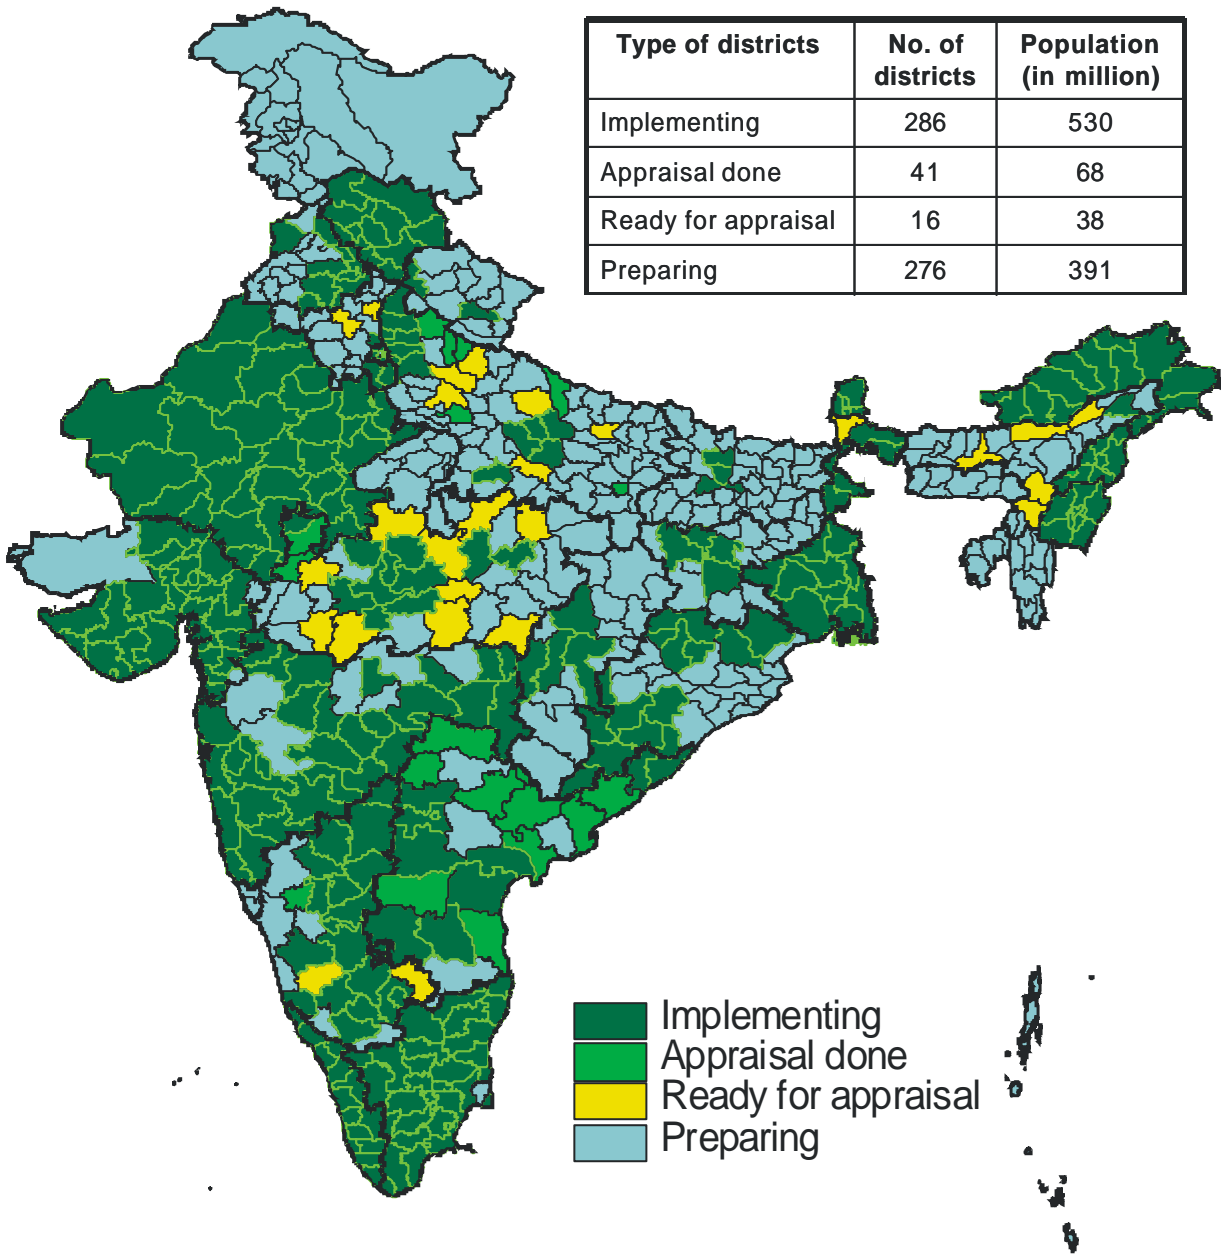 Type of districts No. of districts Population (in million)
Implementing 286 530
Appraisal done 41 68
Ready for appraisal 16 38
Preparing 276 391
Implementing
Appraisal done
Ready for appraisal
Preparing